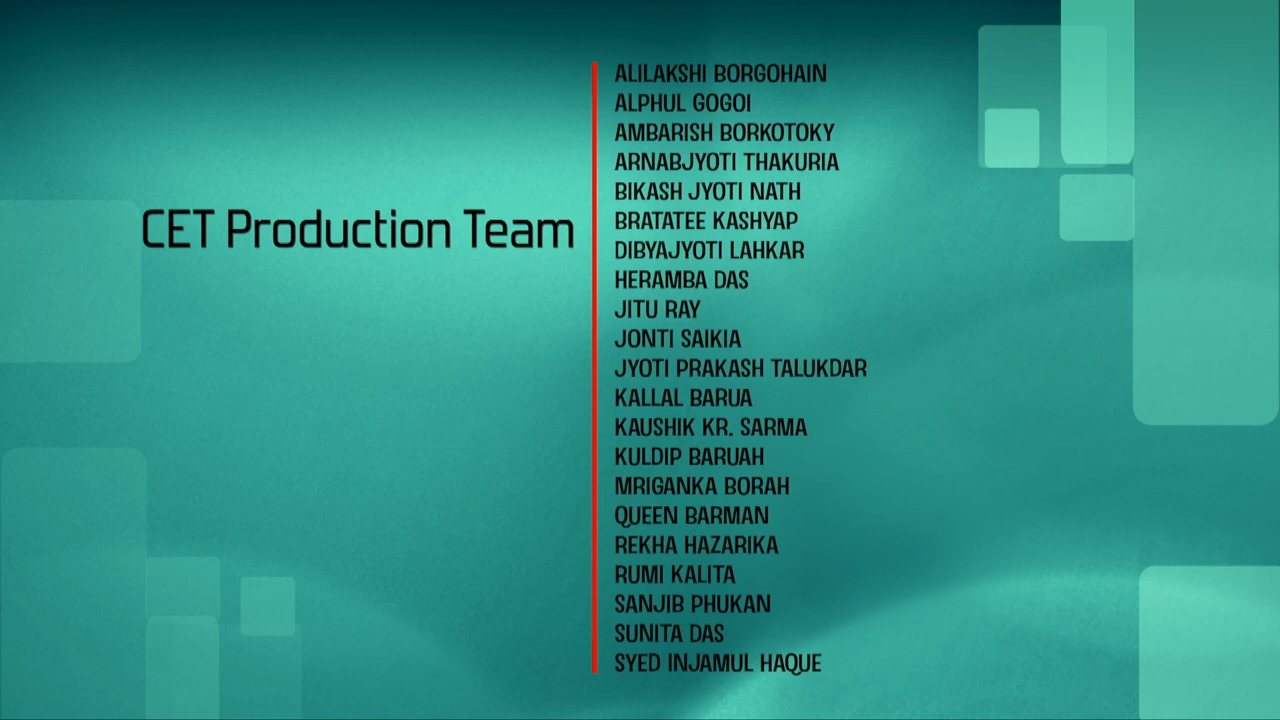 CET Production Team
ALILAKSHI BORGOHAIN
ALPHUL GOGOI
AMBARISH BORKOTOKY
ARNABJYOTI THAKURIA
BIKASH JYOTI NATH
BRATATEE KASHYAP
DIBYAJYOTI LAHKAR
HERAMBA DAS
JITU RAY
JONTI SAIKIA
JYOTI PRAKASH TALUKDAR
KALLAL BARUA
KAUSHIK KR. SARMA
KULDIP BARUAH
MRIGANKA BORAH
QUEEN BARMAN
REKHA HAZARIKA
RUMI KALITA
SANJIB PHUKAN
SUNITA DAS
SYED INJAMUL HAQUE